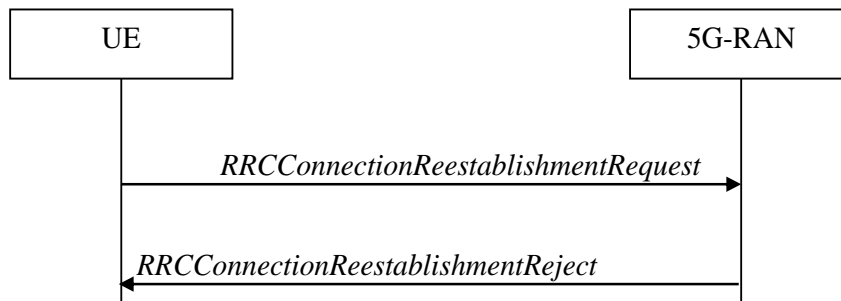 UE
5G-RAN
RRCConnectionReestablishmentRequest
RRCConnectionReestablishmentReject